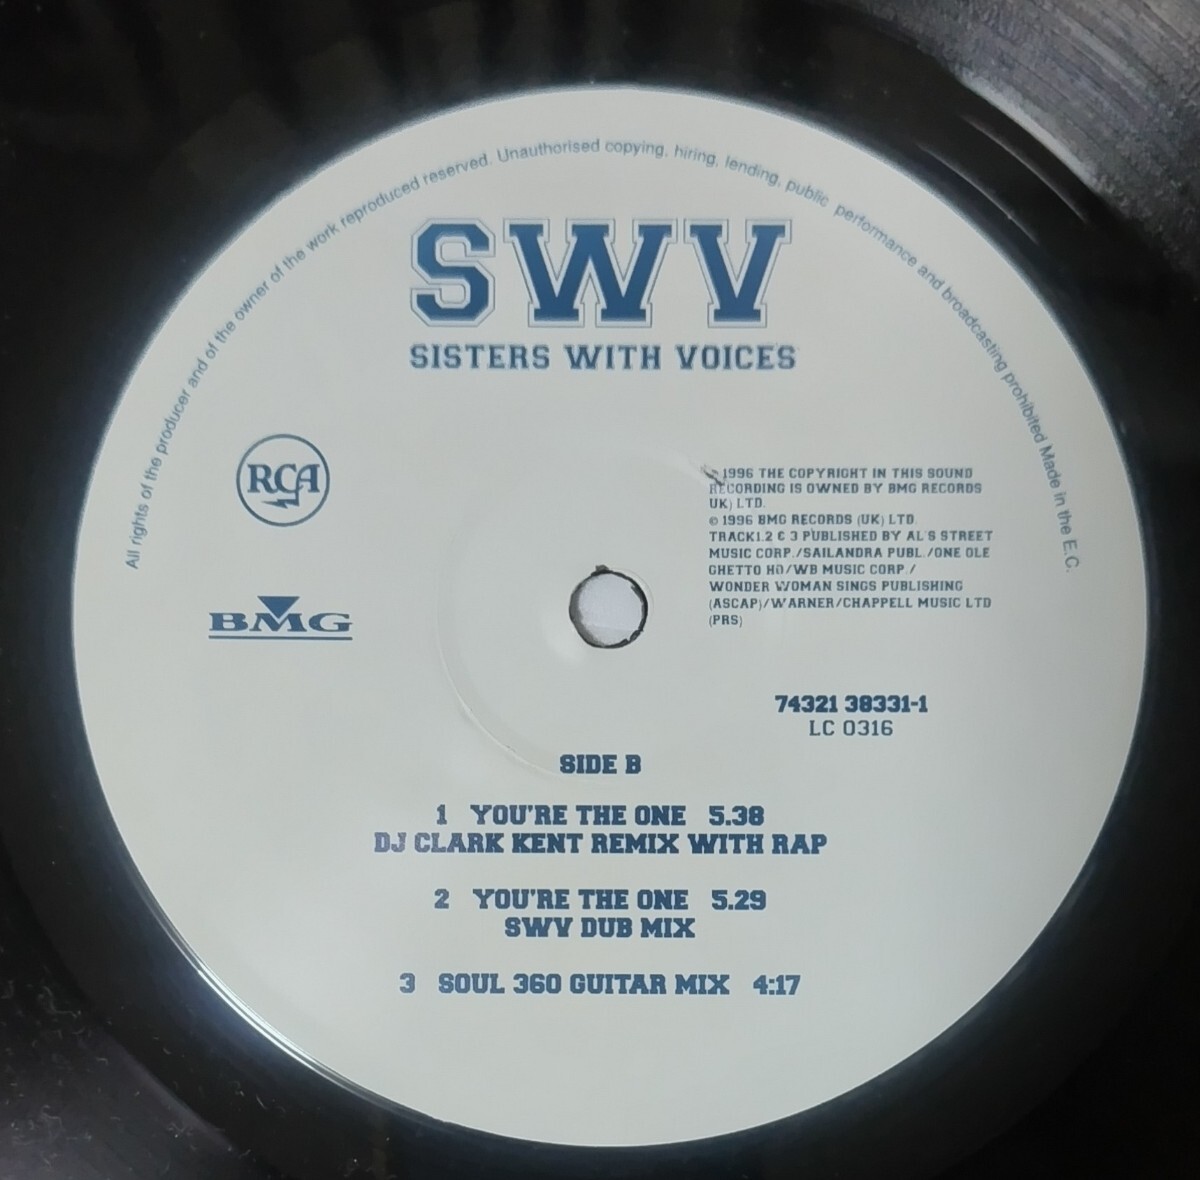 All rights of the producer and of the owner of the work reproduced reserved. Unauthorised copying, hiring, lending, public performance and broadcasting prohibited Made in the E.C.
SWV
SISTERS WITH VOICES
RCA
BMG
1996 THE COPYRIGHT IN THIS SOUND
RECORDING IS OWNED BY BMG RECORDS
UK) LTD.
© 1996 BMG RECORDS (UK) LTD.
TRACK1.2 & 3 PUBLISHED BY AL'S STREET
MUSIC CORP./SAILANDRA PUBL./ONE OLE
GHETTO HO/WB MUSIC CORP./
WONDER WOMAN SINGS PUBLISHING
(ASCAP)/WARNER/CHAPPELL MUSIC LTD
(PRS)
74321 38331-1
LC 0316
SIDE B
1 YOU'RE THE ONE 5.38
DJ CLARK KENT REMIX WITH RAP
2 YOU'RE THE ONE 5.29
SWV DUB MIX
3 SOUL 360 GUITAR MIX 4:17